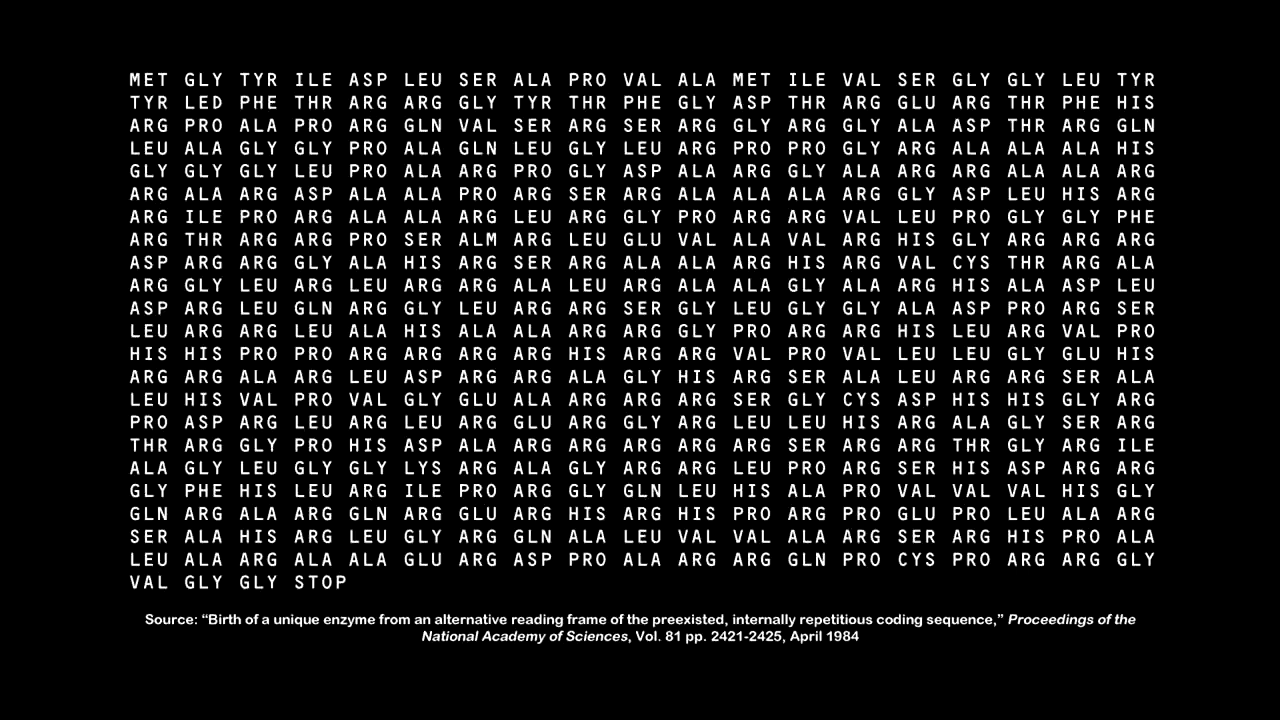 MET GLY TYR ILE ASP LEU SER ALA PRO VAL ALA MET ILE VAL SER GLY GLY LEU TYR
TYR LED PHE THR ARG ARG GLY TYR THR PHE GLY ASP THR ARG GLU ARG THR PHE HIS
ARG PRO ALA PRO ARG GLN VAL SER ARG SER ARG GLY ARG GLY ALA ASP THR ARG GLN
LEU ALA GLY GLY PRO ALA GLN LEU GLY LEU ARG PRO PRO GLY ARG ALA ALA ALA HIS
GLY GLY GLY LEU PRO ALA ARG PRO GLY ASP ALA ARG GLY ALA ARG ARG ALA ALA ARG
ARG ALA ARG ASP ALA ALA PRO ARG SER ARG ALA ALA ALA ARG GLY ASP LEU HIS ARG
ARG ILE PRO ARG ALA ALA ARG LEU ARG GLY PRO ARG ARG VAL LEU PRO GLY GLY PHE
ARG THR ARG ARG PRO SER ALM ARG LEU GLU VAL ALA VAL ARG HIS GLY ARG ARG ARG
ASP ARG ARG GLY ALA HIS ARG SER ARG ALA ALA ARG HIS ARG VAL CYS THR ARG ALA
ARG GLY LEU ARG LEU ARG ARG ALA LEU ARG ALA ALA GLY ALA ARG HIS ALA ASP LEU
ASP ARG LEU GLN ARG GLY LEU ARG ARG SER GLY LEU GLY GLY ALA ASP PRO ARG SER
LEU ARG ARG LEU ALA HIS ALA ALA ARG ARG GLY PRO ARG ARG HIS LEU ARG VAL PRO
HIS HIS PRO PRO ARG ARG ARG ARG HIS ARG ARG VAL PRO VAL LEU LEU GLY GLU HIS
ARG ARG ALA ARG LEU ASP ARG ARG ALA GLY HIS ARG SER ALA LEU ARG ARG SER ALA
LEU HIS VAL PRO VAL GLY GLU ALA ARG ARG ARG SER GLY CYS ASP HIS HIS GLY ARG
PRO ASP ARG LEU ARG LEU ARG GLU ARG GLY ARG LEU LEU HIS ARG ALA GLY SER ARG
THR ARG GLY PRO HIS ASP ALA ARG ARG ARG ARG ARG SER ARG ARG THR GLY ARG ILE
ALA GLY LEU GLY GLY LYS ARG ALA GLY ARG ARG LEU PRO ARG SER HIS ASP ARG ARG
GLY PHE HIS LEU ARG ILE PRO ARG GLY GLN LEU HIS ALA PRO VAL VAL VAL HIS GLY
GLN ARG ALA ARG GLN ARG GLU ARG HIS ARG HIS PRO ARG PRO GLU PRO LEU ALA ARG
SER ALA HIS ARG LEU GLY ARG GLN ALA LEU VAL VAL ALA ARG SER ARG HIS PRO ALA
LEU ALA ARG ALA ALA GLU ARG ASP PRO ALA ARG ARG GLN PRO CYS PRO ARG ARG GLY
VAL GLY GLY STOP
Source: “Birth of a unique enzyme from an alternative reading frame of the preexisted, internally repetitious coding sequence,” Proceedings of the
National Academy of Sciences, Vol. 81 pp. 2421-2425, April 1984